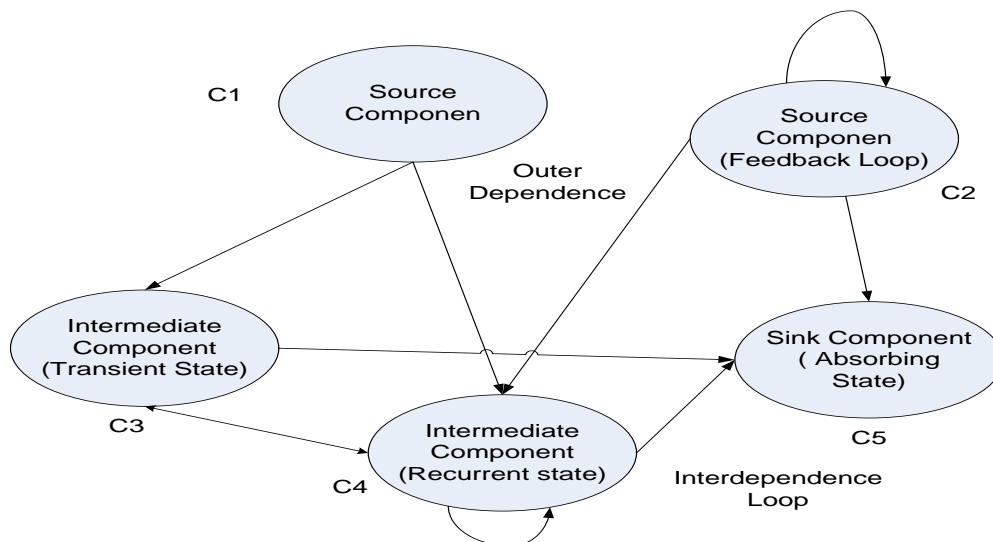 C1
Source
Componen
Source
Componen
(Feedback Loop)
C2
Outer
Dependence
Intermediate
Component
(Transient State)
C3
Sink Component
( Absorbing
State)
C5
Intermediate
Component
(Recurrent state)
C4
Interdependence
Loop